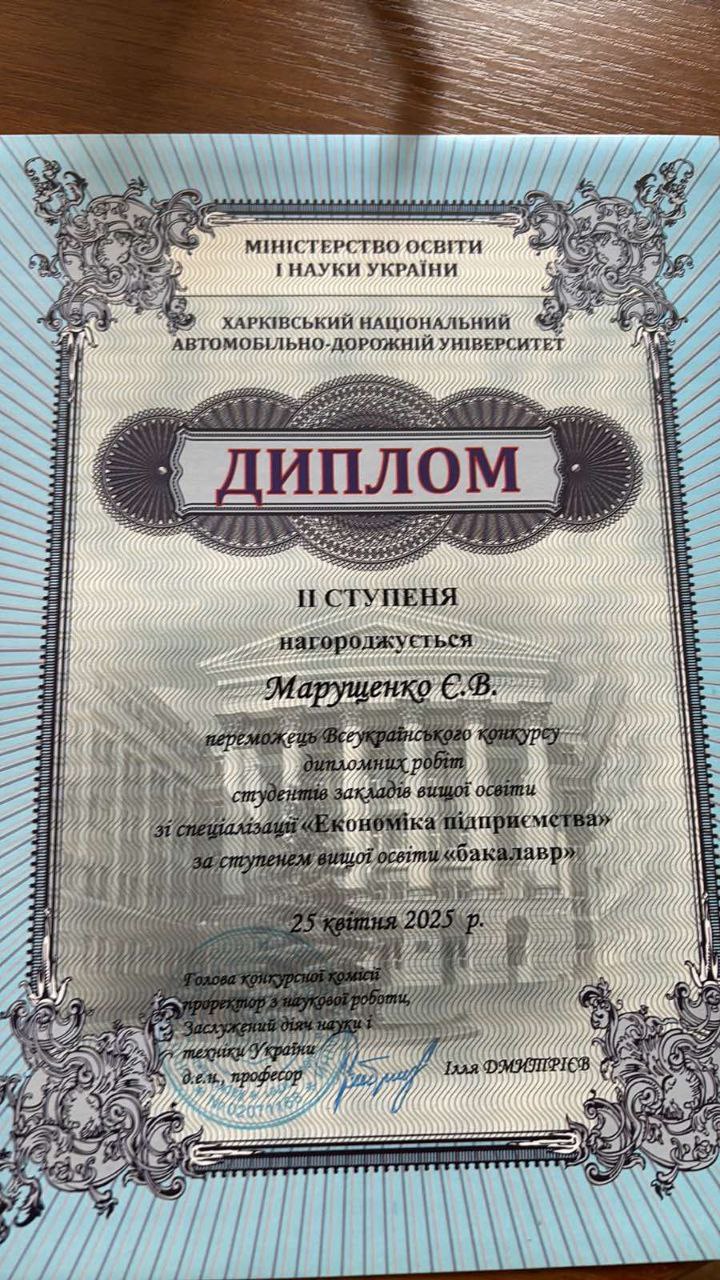 МІНІСТЕРСТВО ОСВІТИ
І НАУКИ УКРАЇНИ
ХАРКІВСЬКИЙ НАЦІОНАЛЬНИЙ
АВТОМОБІЛЬНО-ДОРОЖНІЙ УНІВЕРСИТЕТ
ДИПЛОМ
ІІ СТУПЕНЯ
нагороджується
Марущенко Є.В.
переможець Всеукраїнського конкурсу
дипломних робіт
студентів закладів вищої освіти
зі спеціалізації «Економіка підприємства»
за ступенем вищої освіти «бакалавр»
25 квітня 2025 р.
Голова конкурсної комісії
проректор з наукової роботи,
Заслужений діяч науки і
техніки України
д.е.н., професор
Ілля ДМИТРІЄВ